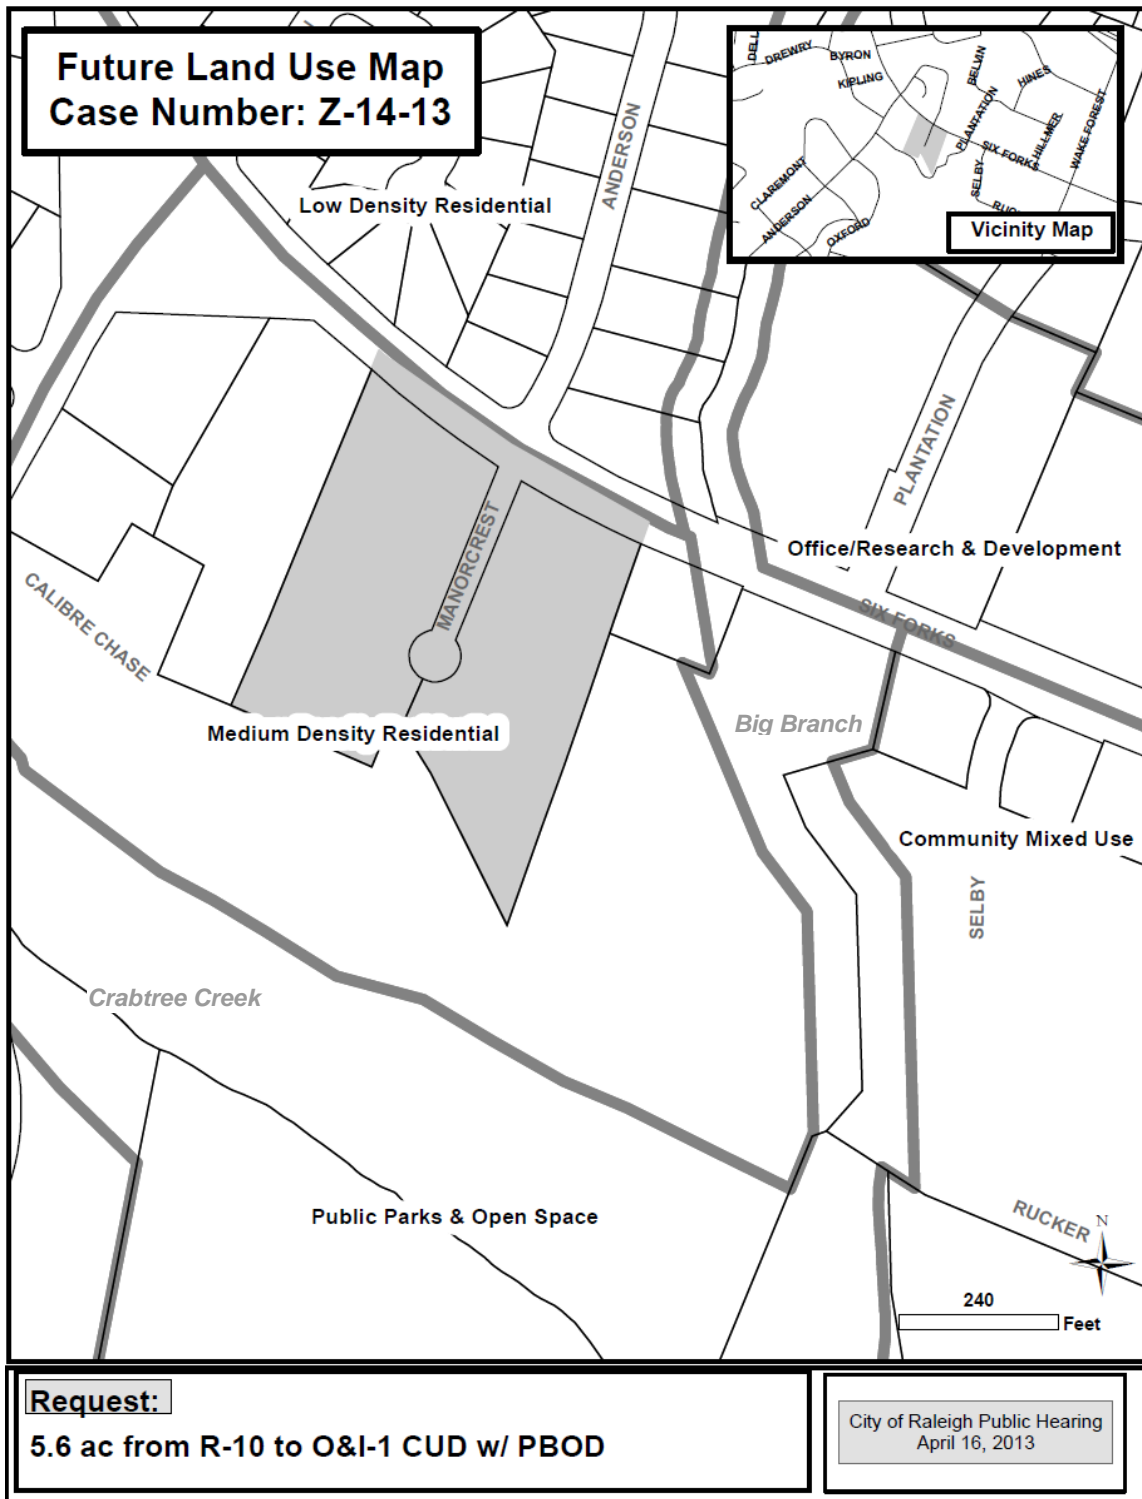 Future Land Use Map
Case Number: Z-14-13
DELL
DREWRY
BYRON
KIPLING
BELVIN
HINES
PLANTATION
HILLMER
WAKE FOREST
SIX FORKS
SELBY
CLAREMONT
ANDERSON
OXFORD
Vicinity Map
ANDERSON
Low Density Residential
PLANTATION
MANORCREST
Office/Research & Development
CALIBRE CHASE
SIX FORKS
Medium Density Residential
Big Branch
Community Mixed Use
SELBY
Crabtree Creek
Public Parks & Open Space
RUCKER
N
240
Feet
Request:
5.6 ac from R-10 to O&I-1 CUD w/ PBOD
City of Raleigh Public Hearing
April 16, 2013